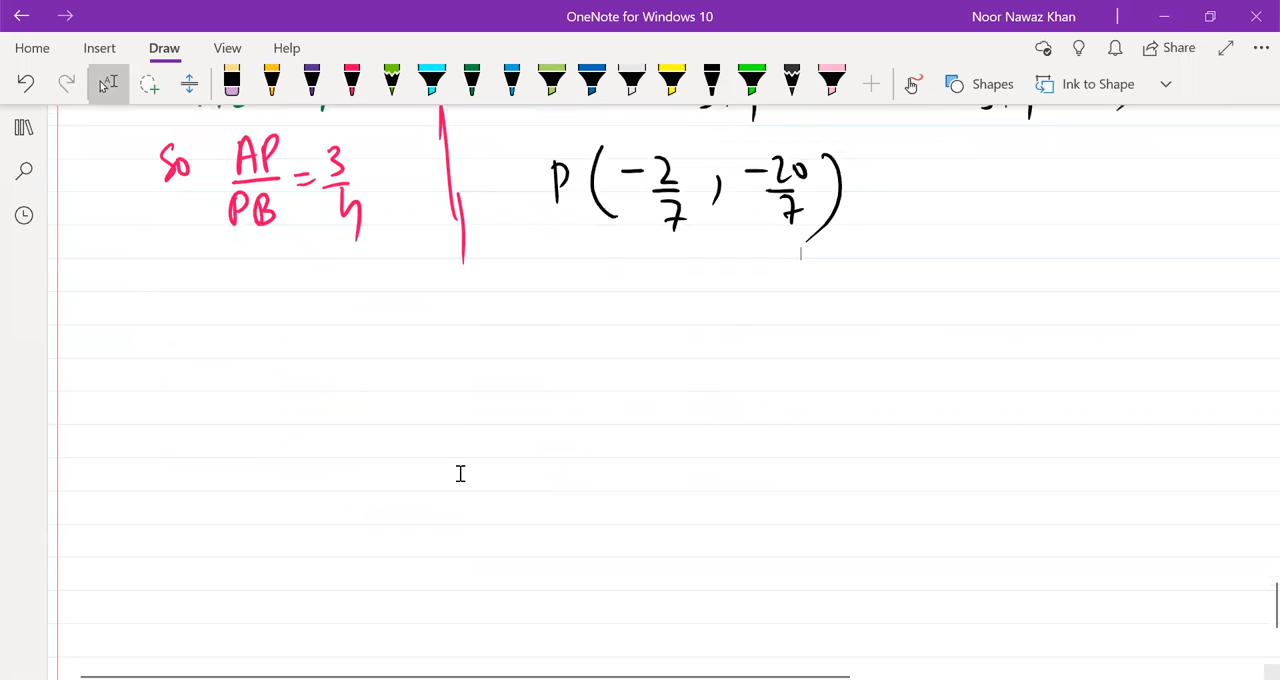 OneNote for Windows 10
Noor Nawaz Khan
Home Insert Draw View Help
Share
Shapes
Ink to Shape
So AP/PB = 3/4
P (-2/7, -20/7)